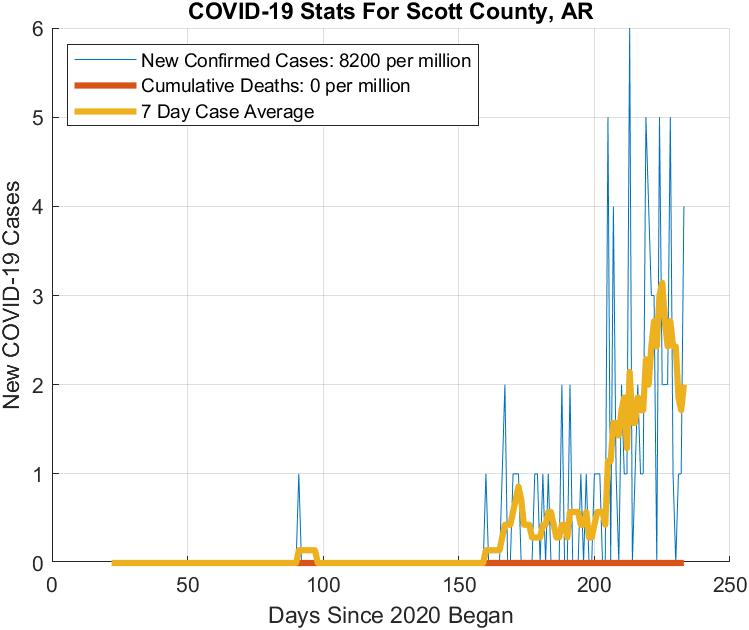 COVID-19 Stats For Scott County, AR
New Confirmed Cases: 8200 per million
Cumulative Deaths: 0 per million
7 Day Case Average
New COVID-19 Cases
6
5
4
3
2
1
0
0 50 100 150 200 250
Days Since 2020 Began